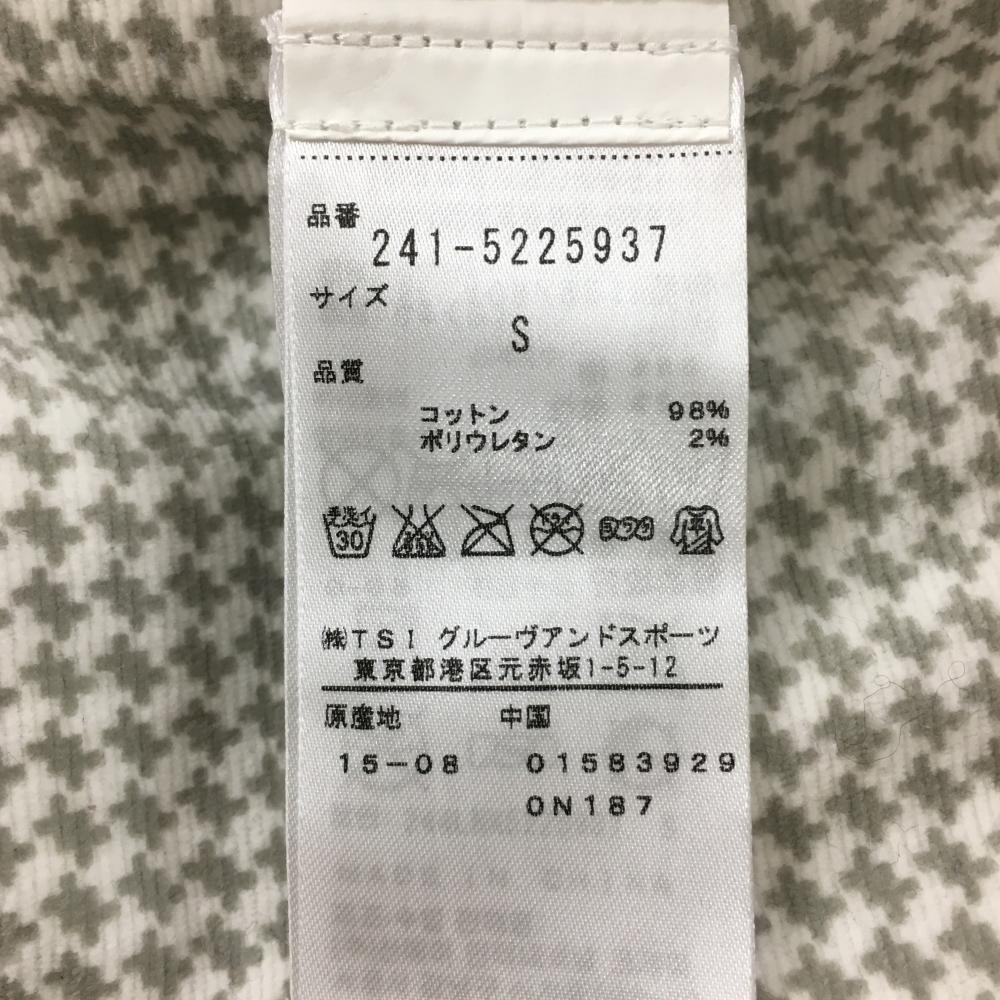 品番
241-5225937
サイズ
S
品質
コットン 98%
ポリウレタン 2%
手洗イ
30
㈱TSI グルーヴアンドスポーツ
東京都港区元赤坂1-5-12
原産地 中国
15-08 01583929
0N187
MADE IN CHINA